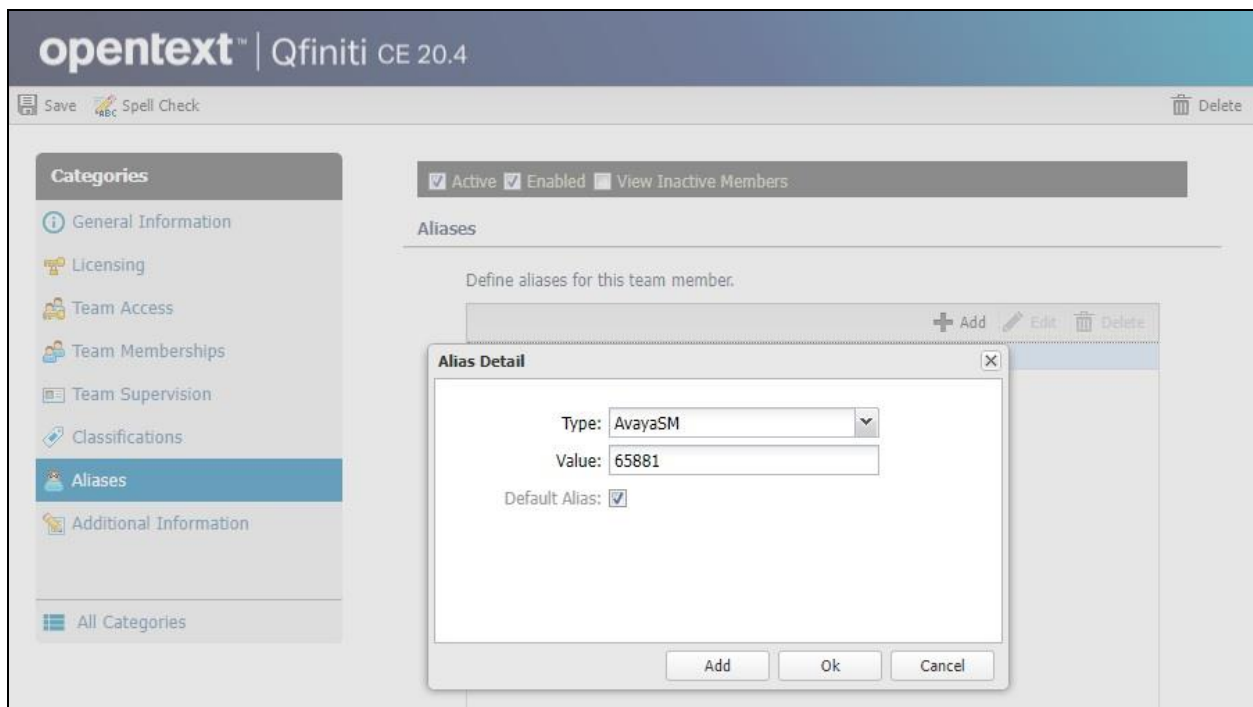 opentext™ | Qfiniti CE 20.4
Save Spell Check Delete
Categories
General Information
Licensing
Team Access
Team Memberships
Team Supervision
Classifications
Aliases
Additional Information
All Categories
Active Enabled View Inactive Members
Aliases
Define aliases for this team member.
Add Edit Delete
Alias Detail
Type: AvayaSM
Value: 65881
Default Alias:
Add Ok Cancel